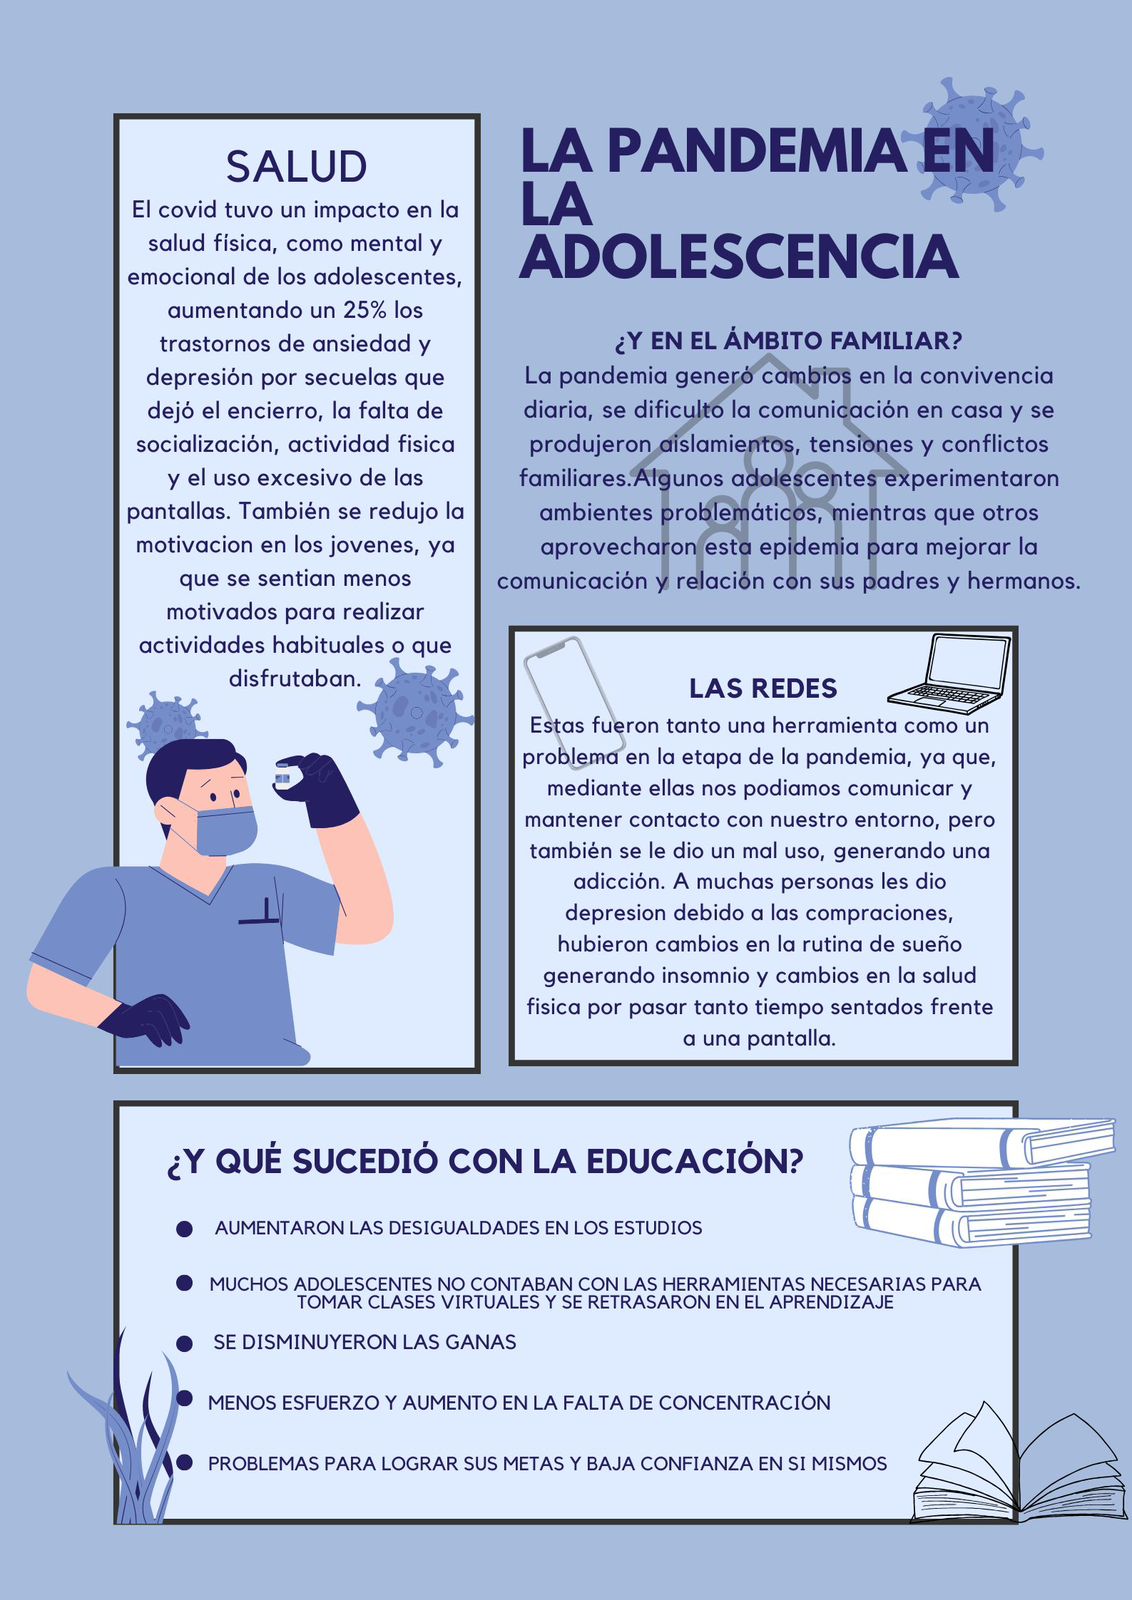 LA PANDEMIA EN
LA
ADOLESCENCIA
SALUD
El covid tuvo un impacto en la
salud física, como mental y
emocional de los adolescentes,
aumentando un 25% los
trastornos de ansiedad y
depresión por secuelas que
dejó el encierro, la falta de
socialización, actividad fisica
y el uso excesivo de las
pantallas. También se redujo la
motivacion en los jovenes, ya
que se sentian menos
motivados para realizar
actividades habituales o que
disfrutaban.
¿Y EN EL ÁMBITO FAMILIAR?
La pandemia generó cambios en la convivencia
diaria, se dificulto la comunicación en casa y se
produjeron aislamientos, tensiones y conflictos
familiares.Algunos adolescentes experimentaron
ambientes problemáticos, mientras que otros
aprovecharon esta epidemia para mejorar la
comunicación y relación con sus padres y hermanos.
LAS REDES
Estas fueron tanto una herramienta como un
problema en la etapa de la pandemia, ya que,
mediante ellas nos podiamos comunicar y
mantener contacto con nuestro entorno, pero
también se le dio un mal uso, generando una
adicción. A muchas personas les dio
depresion debido a las compraciones,
hubieron cambios en la rutina de sueño
generando insomnio y cambios en la salud
fisica por pasar tanto tiempo sentados frente
a una pantalla.
¿Y QUÉ SUCEDIÓ CON LA EDUCACIÓN?
AUMENTARON LAS DESIGUALDADES EN LOS ESTUDIOS
MUCHOS ADOLESCENTES NO CONTABAN CON LAS HERRAMIENTAS NECESARIAS PARA
TOMAR CLASES VIRTUALES Y SE RETRASARON EN EL APRENDIZAJE
SE DISMINUYERON LAS GANAS
MENOS ESFUERZO Y AUMENTO EN LA FALTA DE CONCENTRACIÓN
PROBLEMAS PARA LOGRAR SUS METAS Y BAJA CONFIANZA EN SI MISMOS